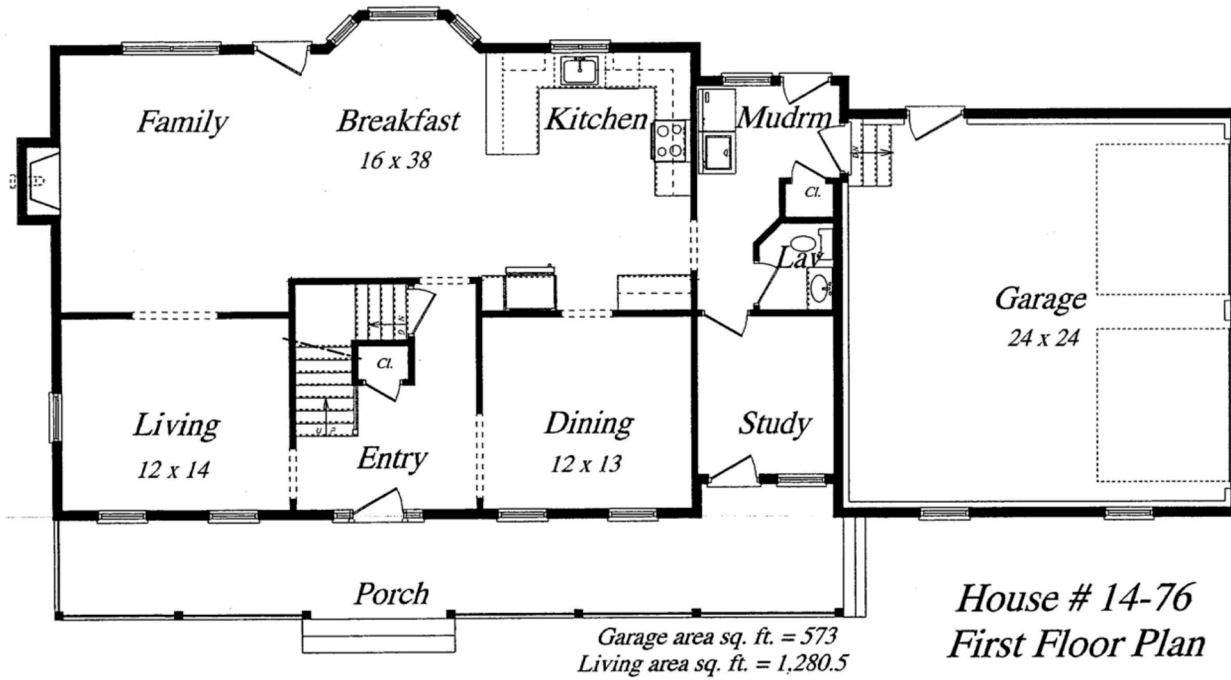 Family
Breakfast
16 x 38
Kitchen
Mudrm
DN
Cl.
Lav
Garage
24 x 24
Cl.
Living
12 x 14
UP
Entry
Dining
12 x 13
Study
Porch
Garage area sq. ft. = 573
Living area sq. ft. = 1,280.5
House # 14-76
First Floor Plan